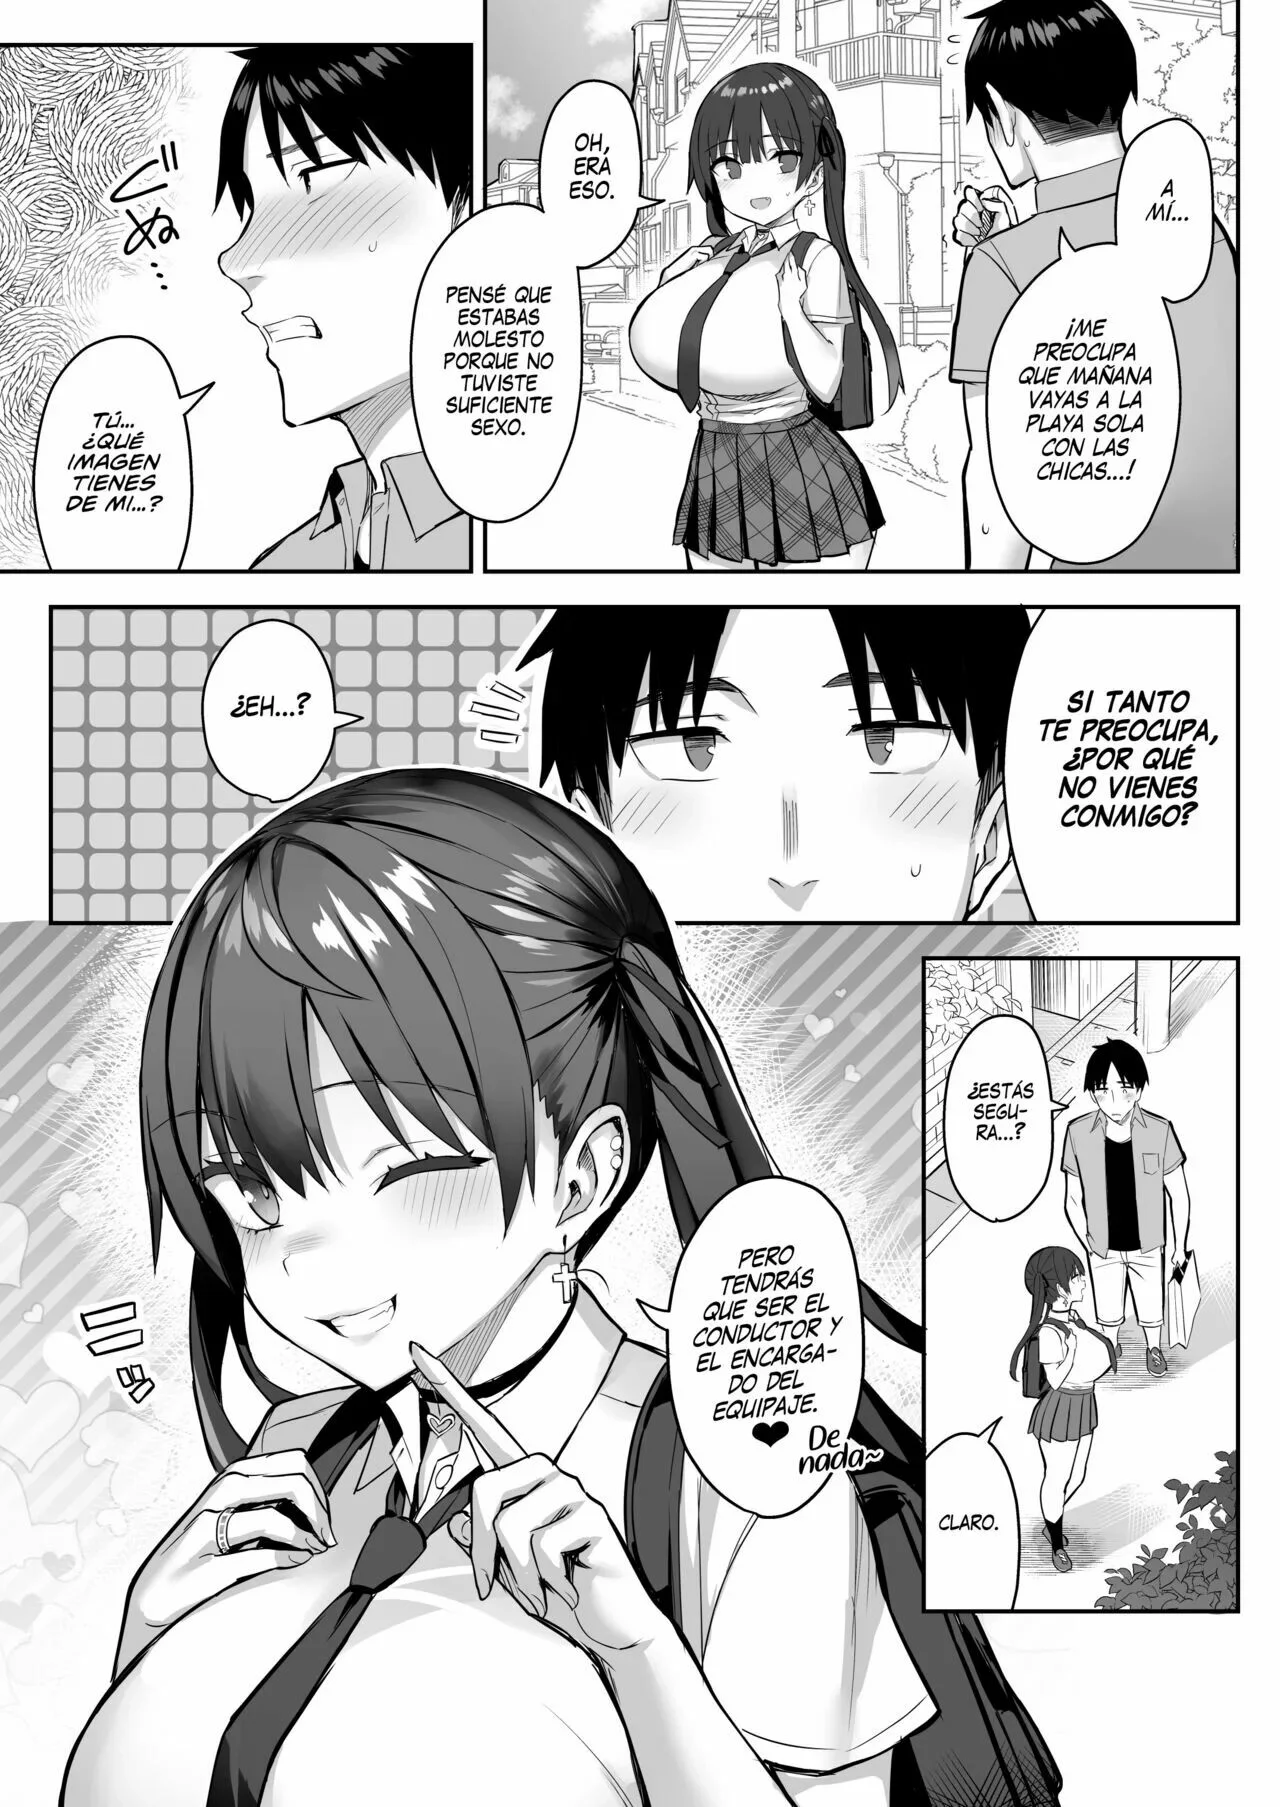 A
MÍ...
¡ME
PREOCUPA
QUE MAÑANA
VAYAS A LA
PLAYA SOLA
CON LAS
CHICAS...!
OH,
ERA
ESO.
PENSÉ QUE
ESTABAS
MOLESTO
PORQUE NO
TUVISTE
SUFICIENTE
SEXO.
TÚ...
¿QUÉ
IMAGEN
TIENES
DE MI...?
SI TANTO
TE PREOCUPA,
¿POR QUÉ
NO VIENES
CONMIGO?
¿EH...?
¿ESTÁS
SEGU-
RA...?
CLARO.
PERO
TENDRÁS
QUE SER EL
CONDUCTOR Y
EL ENCARGA-
DO DEL
EQUIPAJE.
De
nada~